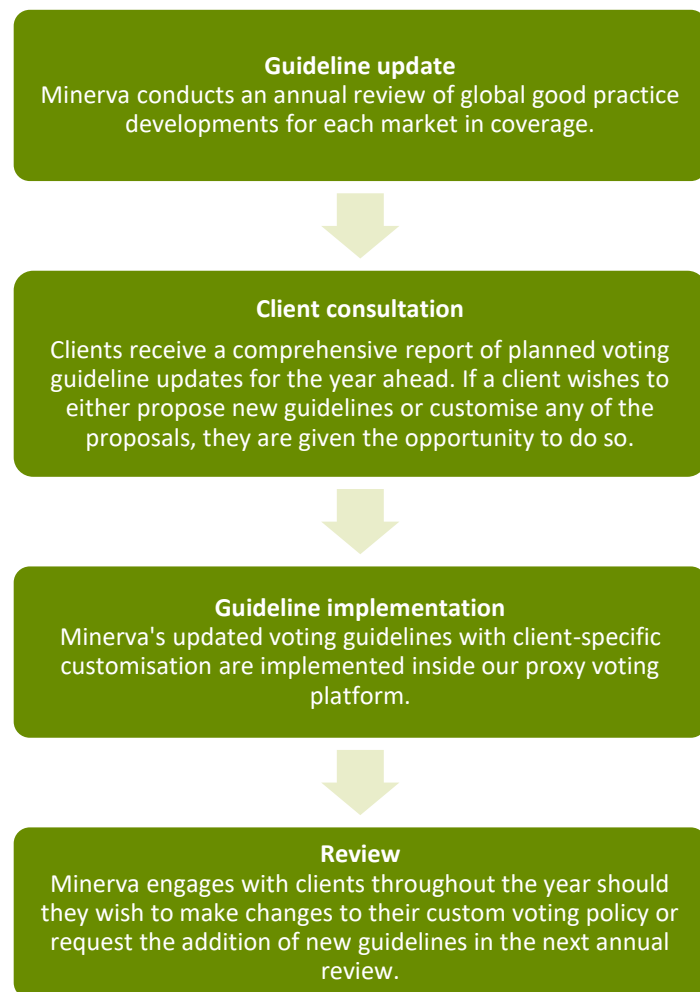 Guideline update
Minerva conducts an annual review of global good practice
developments for each market in coverage.
Client consultation
Clients receive a comprehensive report of planned voting
guideline updates for the year ahead. If a client wishes to
either propose new guidelines or customise any of the
proposals, they are given the opportunity to do so.
Guideline implementation
Minerva's updated voting guidelines with client-specific
customisation are implemented inside our proxy voting
platform.
Review
Minerva engages with clients throughout the year should
they wish to make changes to their custom voting policy or
request the addition of new guidelines in the next annual
review.